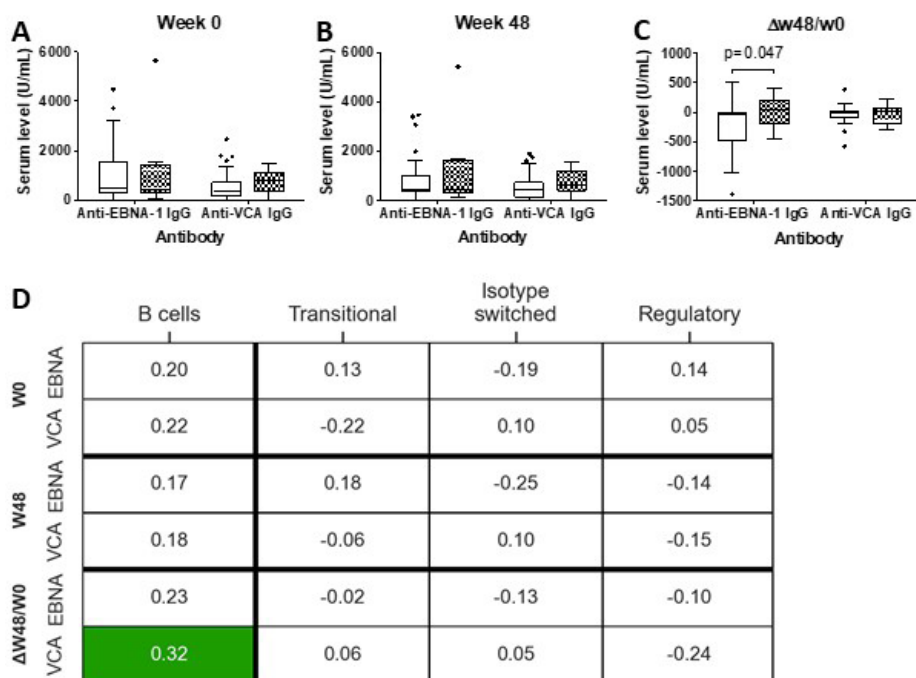 A
Week 0
Serum level (U/mL)
6000
4000
2000
0
Anti-EBNA-1 IgG
Anti-VCA IgG
Antibody
B
Week 48
Serum level (U/mL)
6000
4000
2000
0
Anti-EBNA-1 IgG
Anti-VCA IgG
Antibody
C
Δw48/w0
Serum level (U/mL)
1000
500
0
-500
-1000
-1500
p=0.047
Anti-EBNA-1 IgG
Anti-VCA IgG
Antibody
D
B cells Transitional Isotype switched Regulatory
W0
EBNA 0.20 0.13 -0.19 0.14
VCA 0.22 -0.22 0.10 0.05
W48
EBNA 0.17 0.18 -0.25 -0.14
VCA 0.18 -0.06 0.10 -0.15
ΔW48/W0
EBNA 0.23 -0.02 -0.13 -0.10
VCA 0.32 0.06 0.05 -0.24